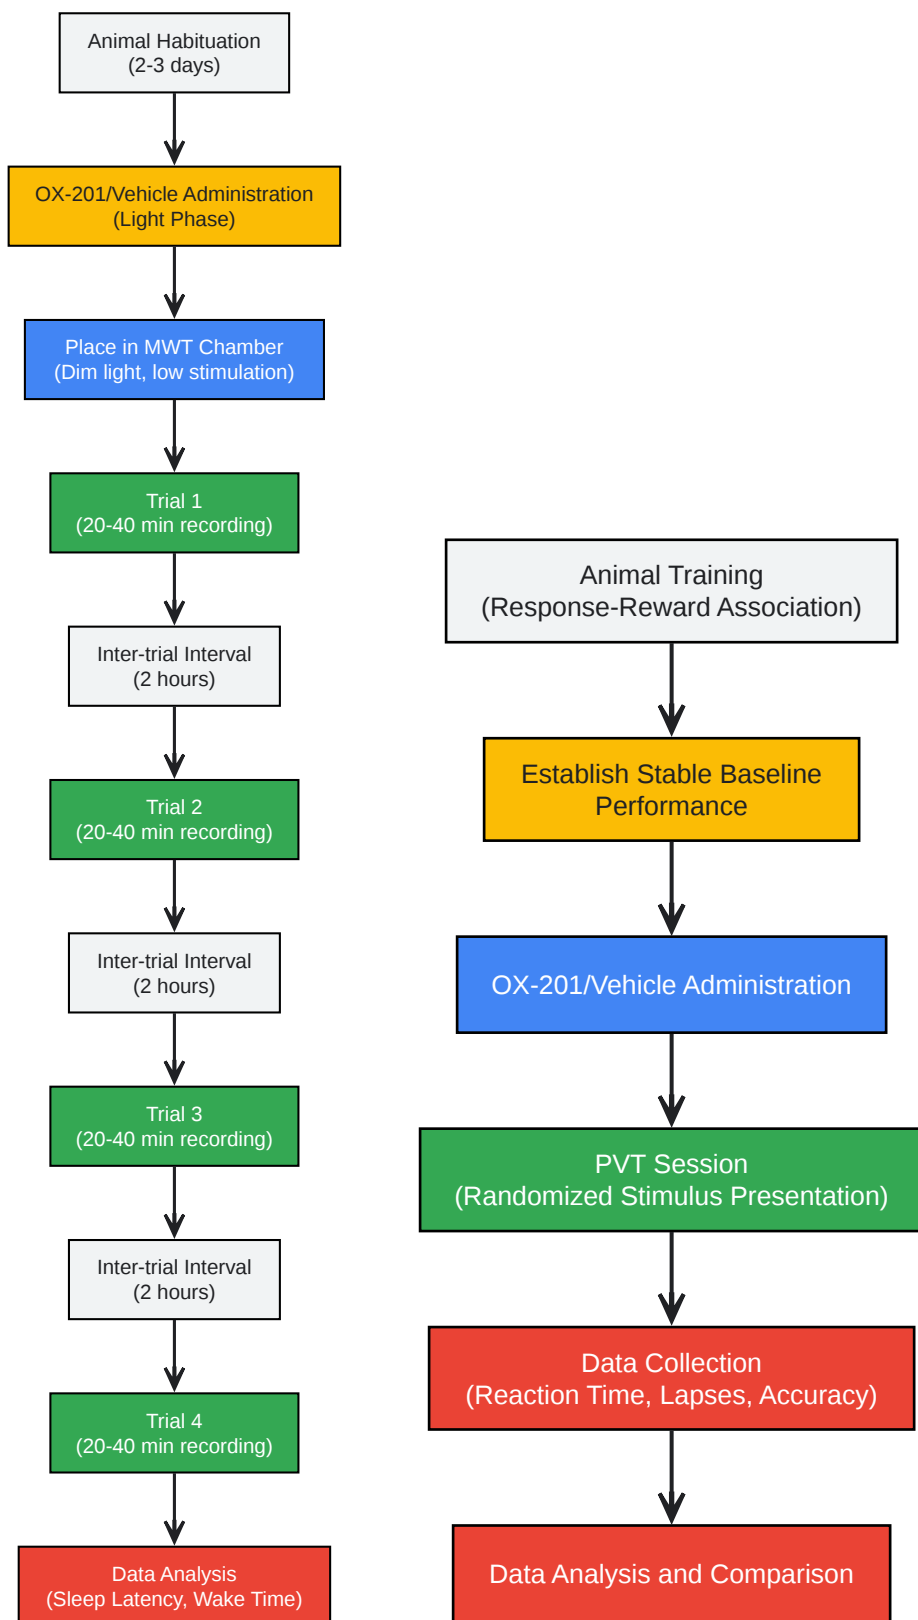 Animal Habituation
(2-3 days)
OX-201/Vehicle Administration
(Light Phase)
Place in MWT Chamber
(Dim light, low stimulation)
Trial 1
(20-40 min recording)
Inter-trial Interval
(2 hours)
Trial 2
(20-40 min recording)
Inter-trial Interval
(2 hours)
Trial 3
(20-40 min recording)
Inter-trial Interval
(2 hours)
Trial 4
(20-40 min recording)
Data Analysis
(Sleep Latency, Wake Time)
Animal Training
(Response-Reward Association)
Establish Stable Baseline
Performance
OX-201/Vehicle Administration
PVT Session
(Randomized Stimulus Presentation)
Data Collection
(Reaction Time, Lapses, Accuracy)
Data Analysis and Comparison